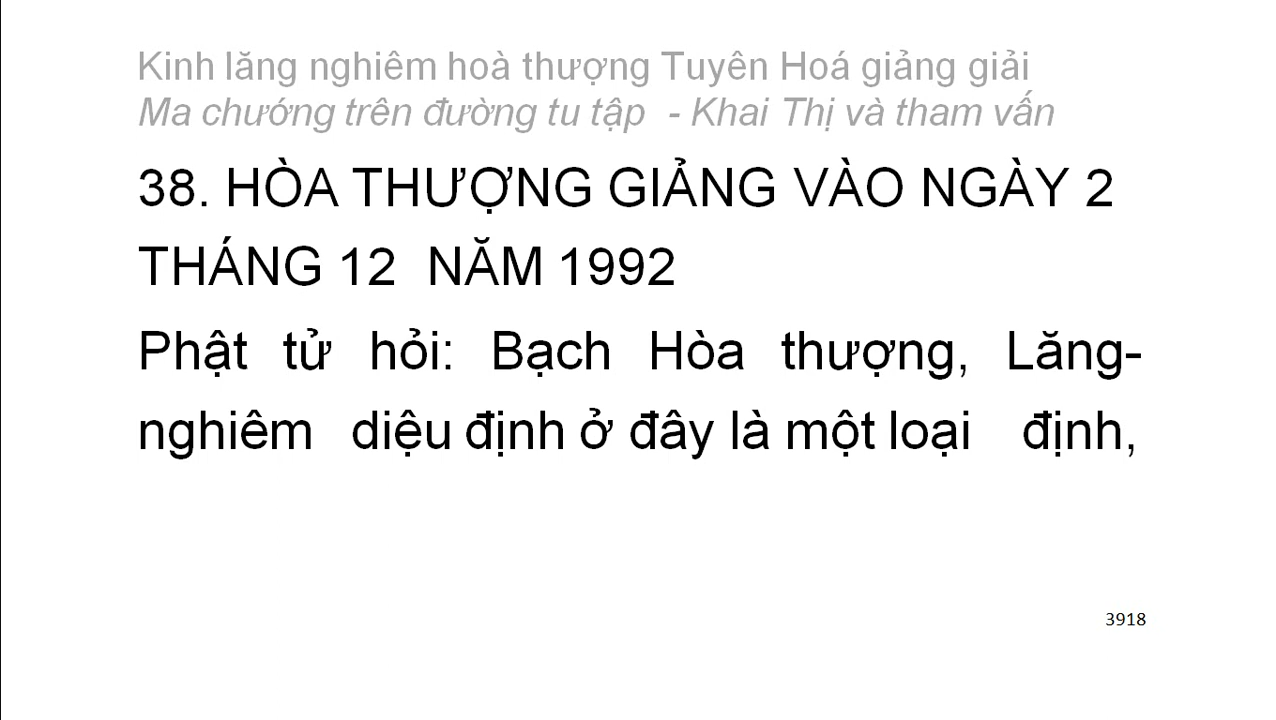 Kinh lăng nghiêm hoà thượng Tuyên Hoá giảng giải
Ma chướng trên đường tu tập - Khai Thị và tham vấn
38. HÒA THƯỢNG GIẢNG VÀO NGÀY 2
THÁNG 12 NĂM 1992
Phật tử hỏi: Bạch Hòa thượng, Lăng-
nghiêm diệu định ở đây là một loại định,
3918